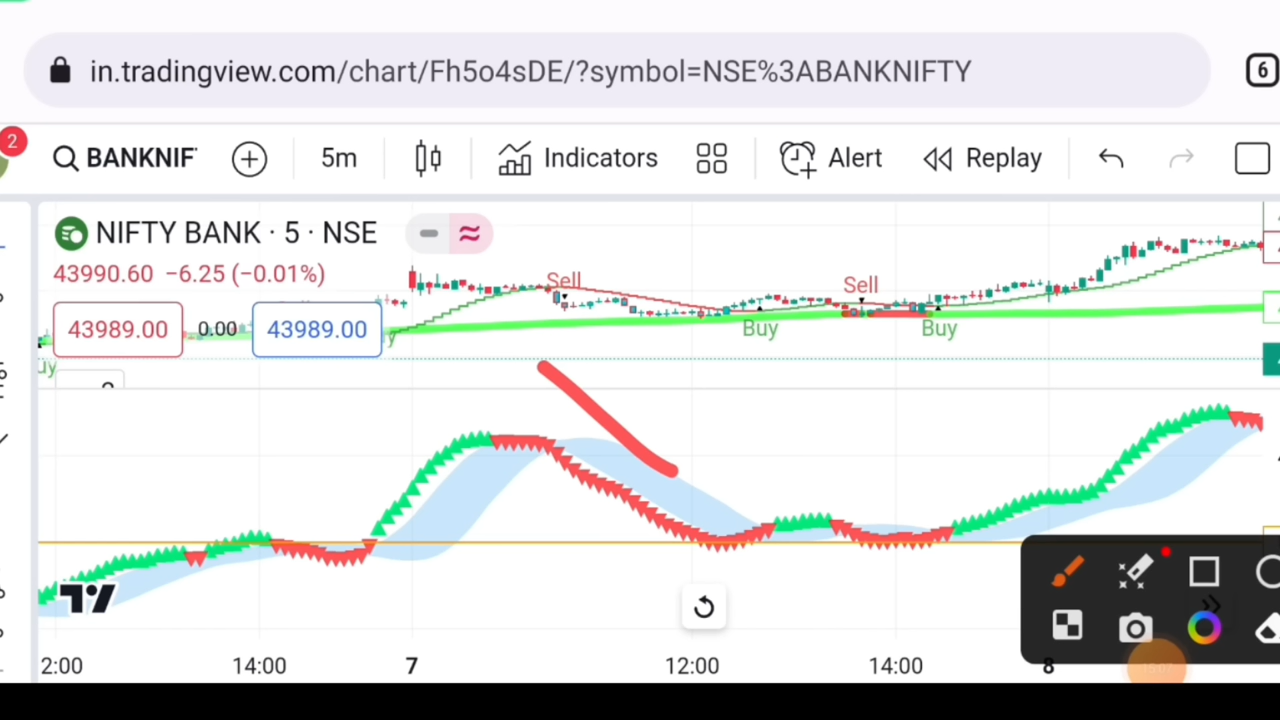 in.tradingview.com/chart/Fh5o4sDE/?symbol=NSE%3ABANKNIFTY
6
2
BANKNIF
5m
Indicators
Alert
Replay
NIFTY BANK · 5 · NSE
43990.60 −6.25 (−0.01%)
43989.00
0.00
43989.00
Sell
Sell
Buy
Buy
uy
y
2:00
14:00
7
12:00
14:00
8